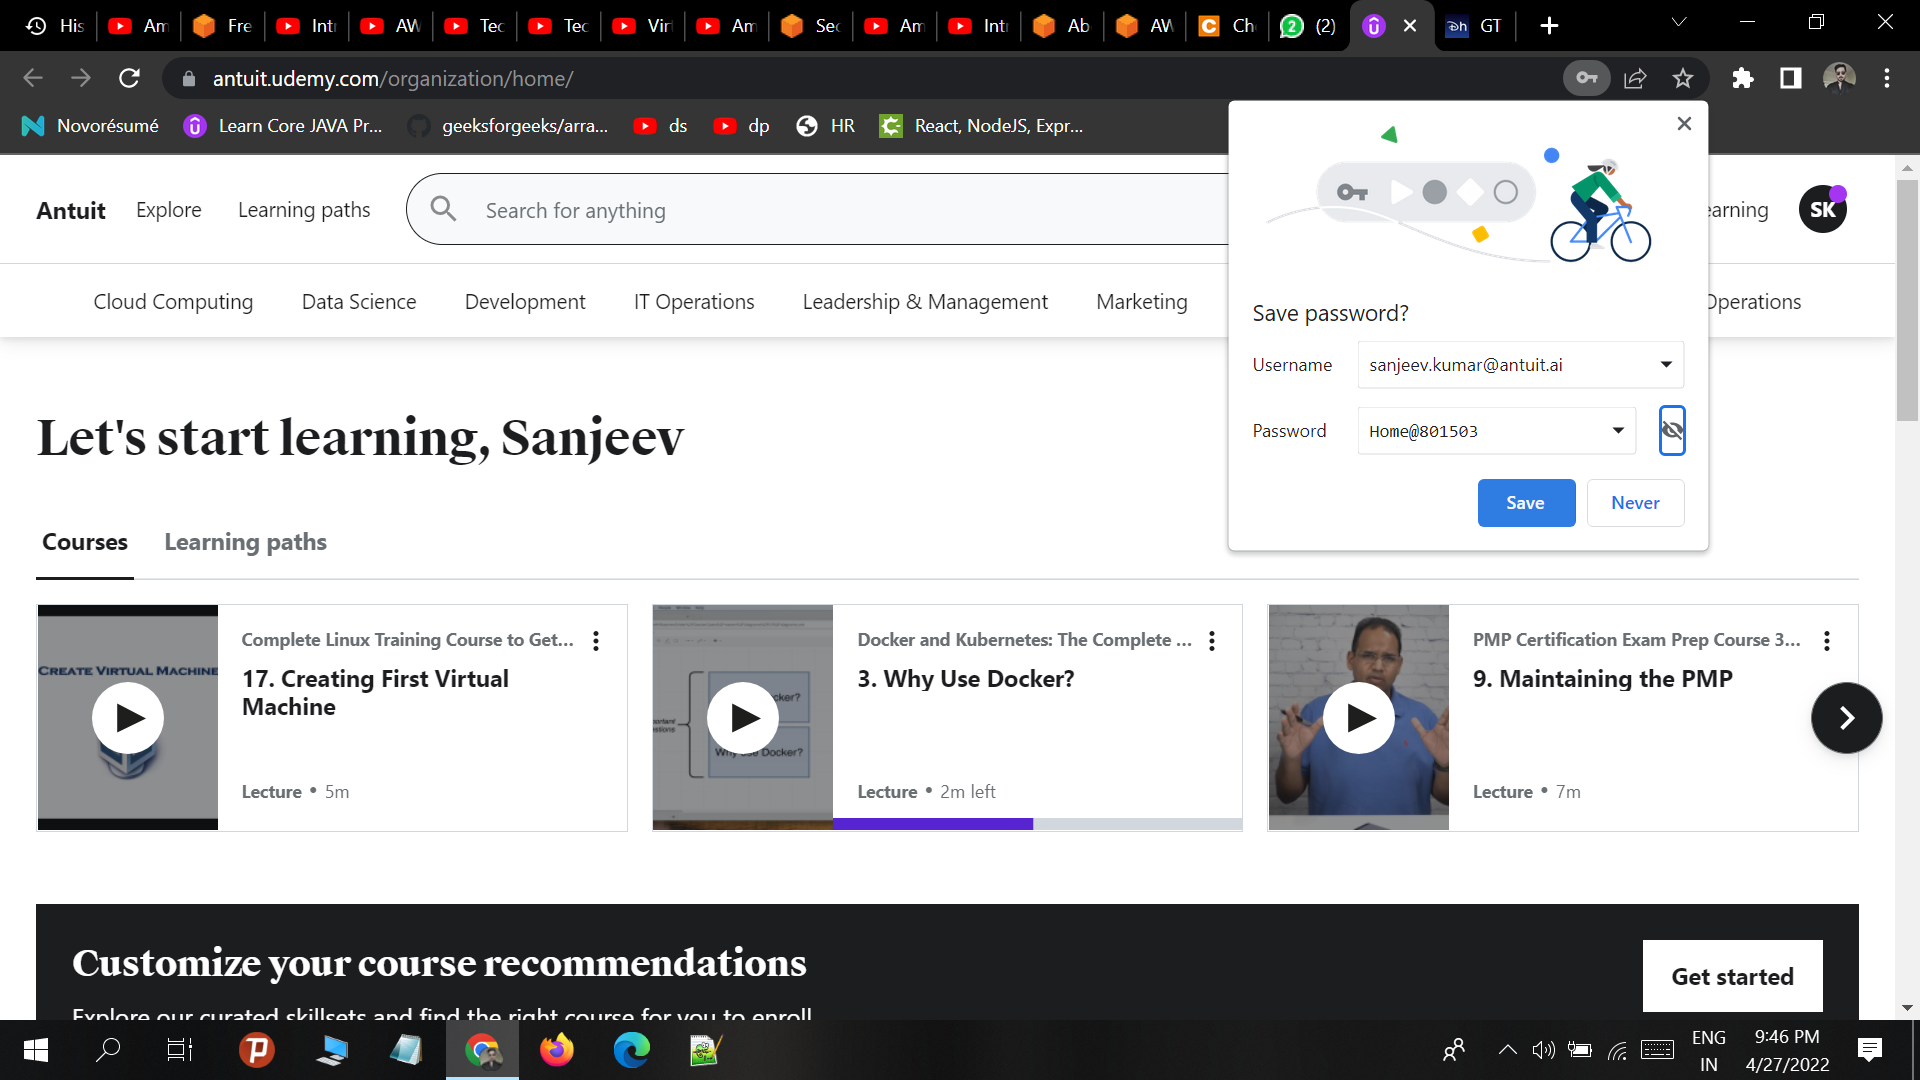 His
Am
Fre
Intr
AW
Tec
Tec
Virt
Am
Sec
Am
Intr
Ab
AW
Ch
(2)
GT
antuit.udemy.com/organization/home/
Novorésumé
Learn Core JAVA Pr...
geeksforgeeks/arra...
ds
dp
HR
React, NodeJS, Expr...
Antuit
Explore
Learning paths
Search for anything
earning
SK
Cloud Computing
Data Science
Development
IT Operations
Leadership & Management
Marketing
Operations
Save password?
Username
sanjeev.kumar@antuit.ai
Password
Home@801503
Save
Never
Let's start learning, Sanjeev
Courses
Learning paths
CREATE VIRTUAL MACHINE
Complete Linux Training Course to Get...
17. Creating First Virtual
Machine
Lecture • 5m
Docker and Kubernetes: The Complete ...
3. Why Use Docker?
Lecture • 2m left
PMP Certification Exam Prep Course 3...
9. Maintaining the PMP
Lecture • 7m
Customize your course recommendations
Explore our curated skillsets and find the right course for you to enroll
Get started
ENG
IN
9:46 PM
4/27/2022